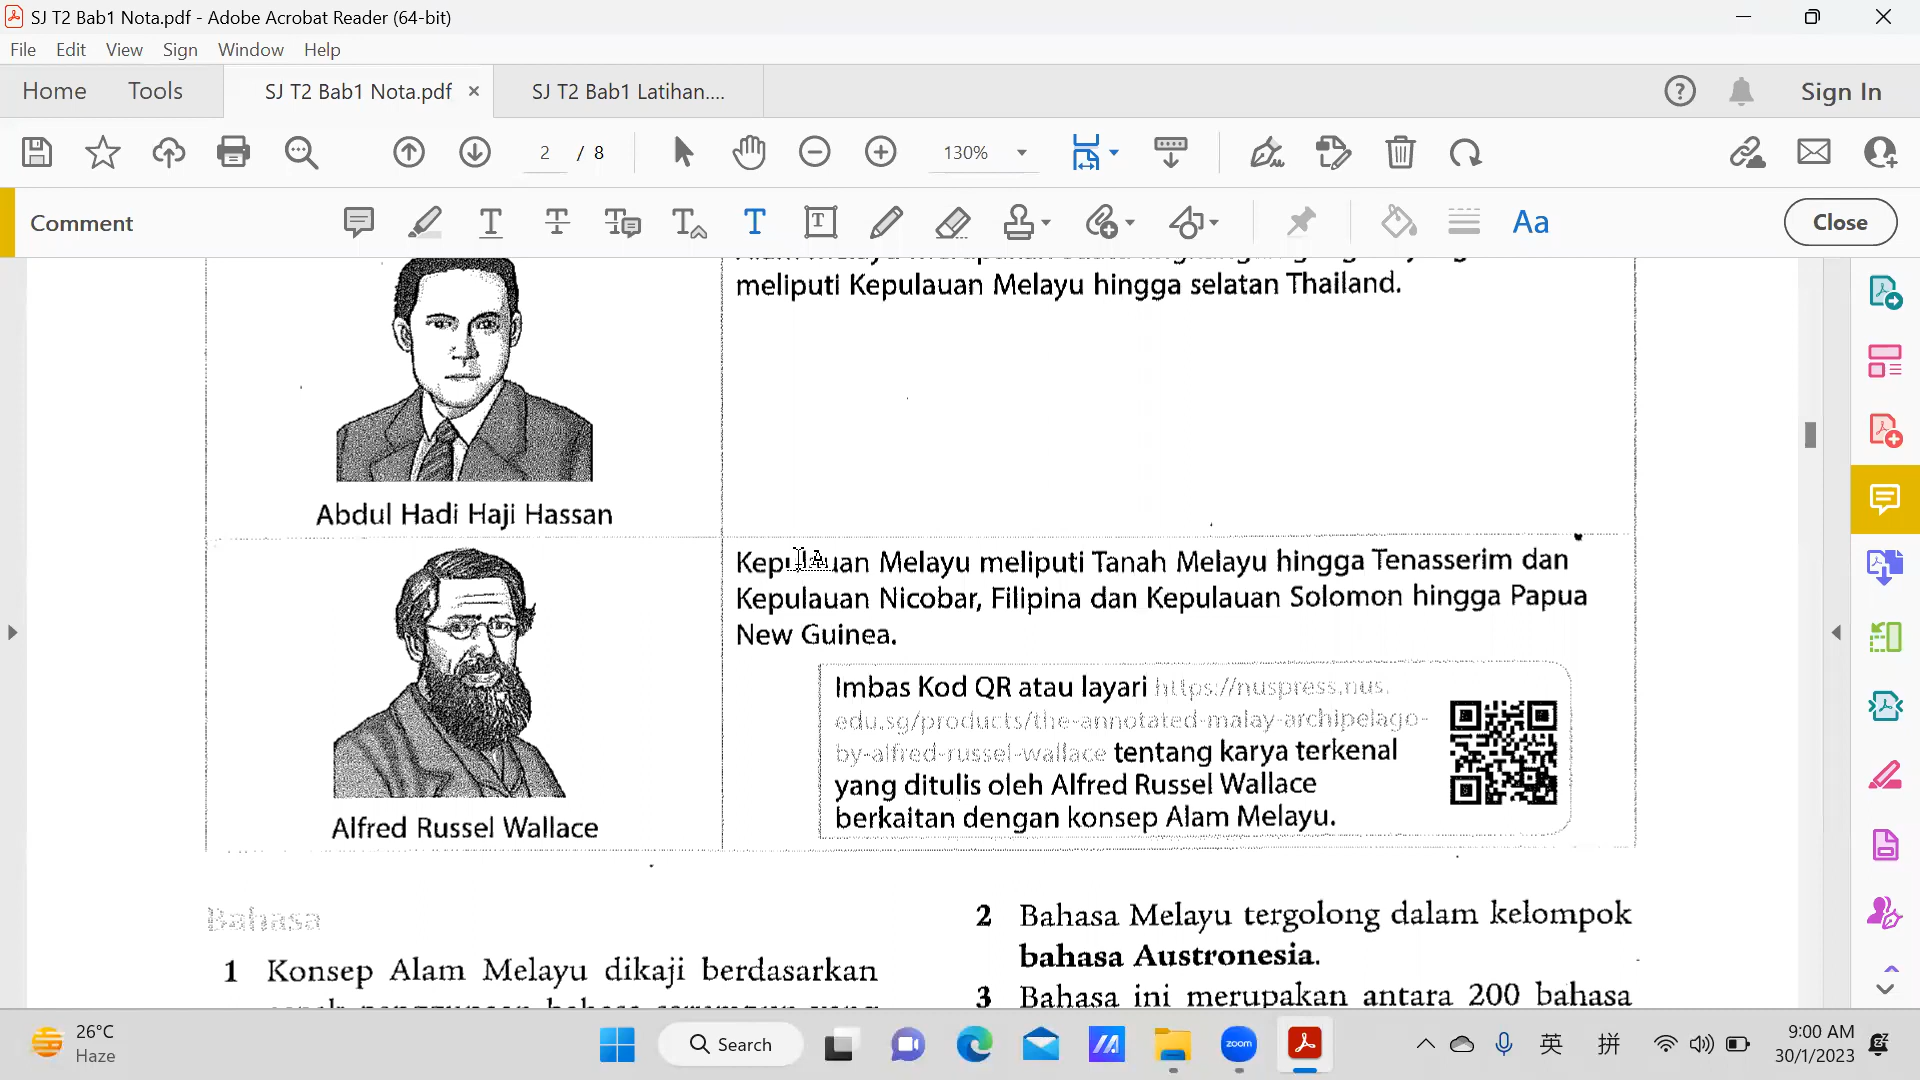 SJ T2 Bab1 Nota.pdf - Adobe Acrobat Reader (64-bit)
File Edit View Sign Window Help
Home Tools SJ T2 Bab1 Nota.pdf SJ T2 Bab1 Latihan.... Sign In
2 / 8 130%
Comment Aa Close
meliputi Kepulauan Melayu hingga selatan Thailand.
Abdul Hadi Haji Hassan
Kepulauan Melayu meliputi Tanah Melayu hingga Tenasserim dan
Kepulauan Nicobar, Filipina dan Kepulauan Solomon hingga Papua
New Guinea.
Imbas Kod QR atau layari https://nuspress.nus.
edu.sg/products/the-annotated-malay-archipelago-
by-alfred-russel-wallace tentang karya terkenal
yang ditulis oleh Alfred Russel Wallace
berkaitan dengan konsep Alam Melayu.
Alfred Russel Wallace
Bahasa
1 Konsep Alam Melayu dikaji berdasarkan
2 Bahasa Melayu tergolong dalam kelompok
bahasa Austronesia.
3 Bahasa ini merupakan antara 200 bahasa
26°C
Haze
Search
zoom
英 拼
9:00 AM
30/1/2023